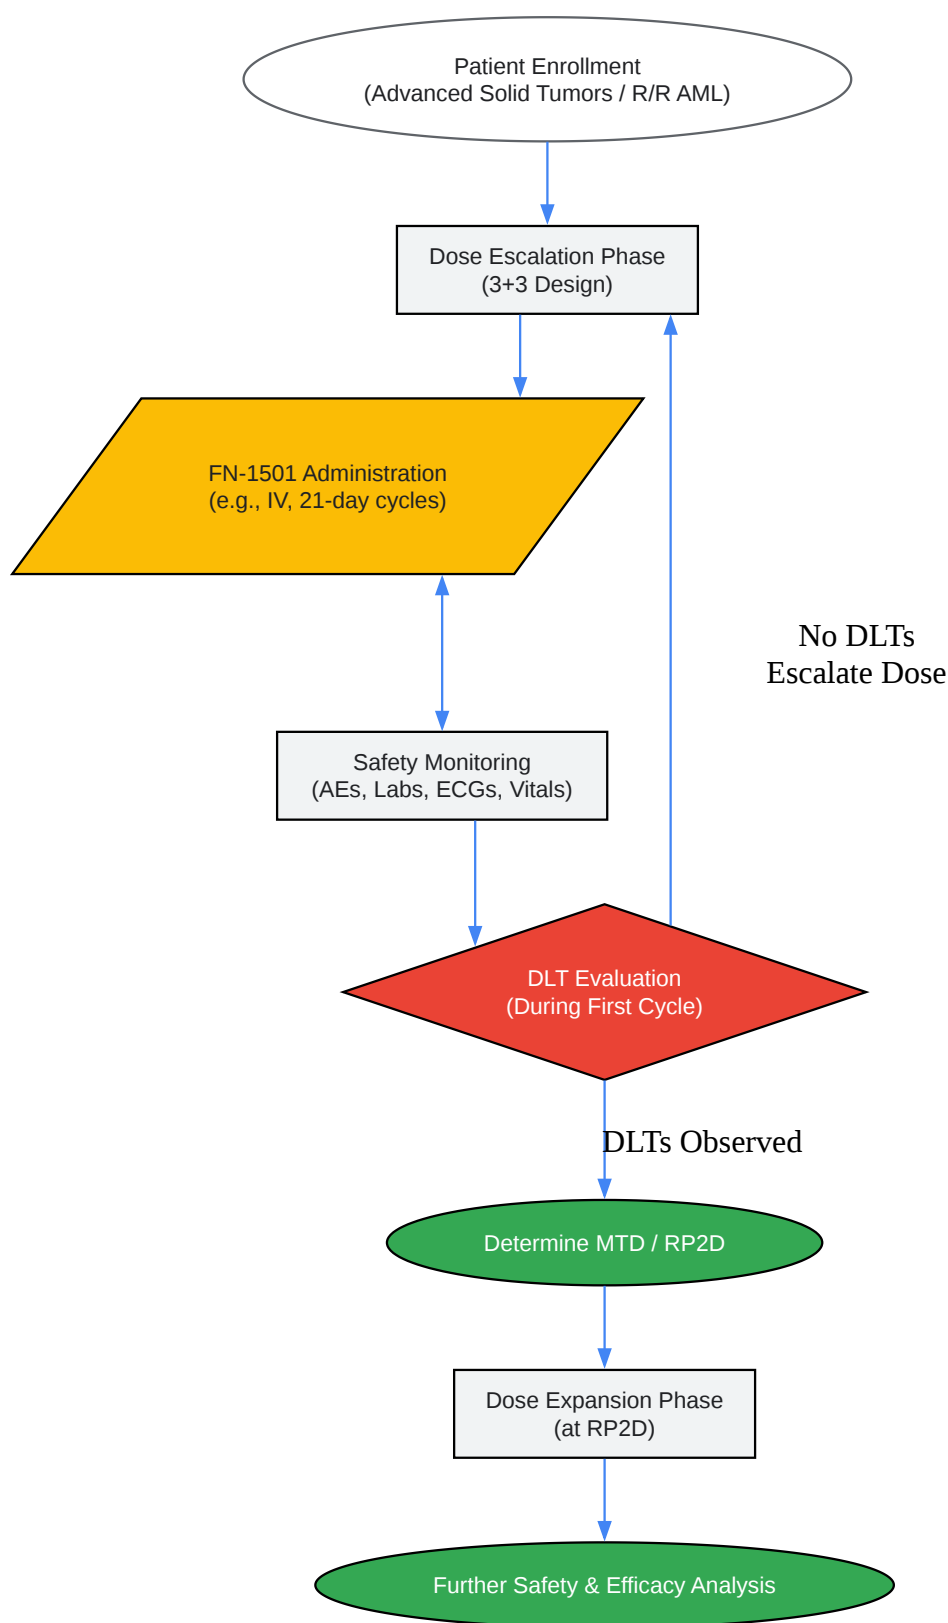 Patient Enrollment
(Advanced Solid Tumors / R/R AML)
Dose Escalation Phase
(3+3 Design)
FN-1501 Administration
(e.g., IV, 21-day cycles)
No DLTs
Escalate Dose
Safety Monitoring
(AEs, Labs, ECGs, Vitals)
DLT Evaluation
(During First Cycle)
DLTs Observed
Determine MTD / RP2D
Dose Expansion Phase
(at RP2D)
Further Safety & Efficacy Analysis